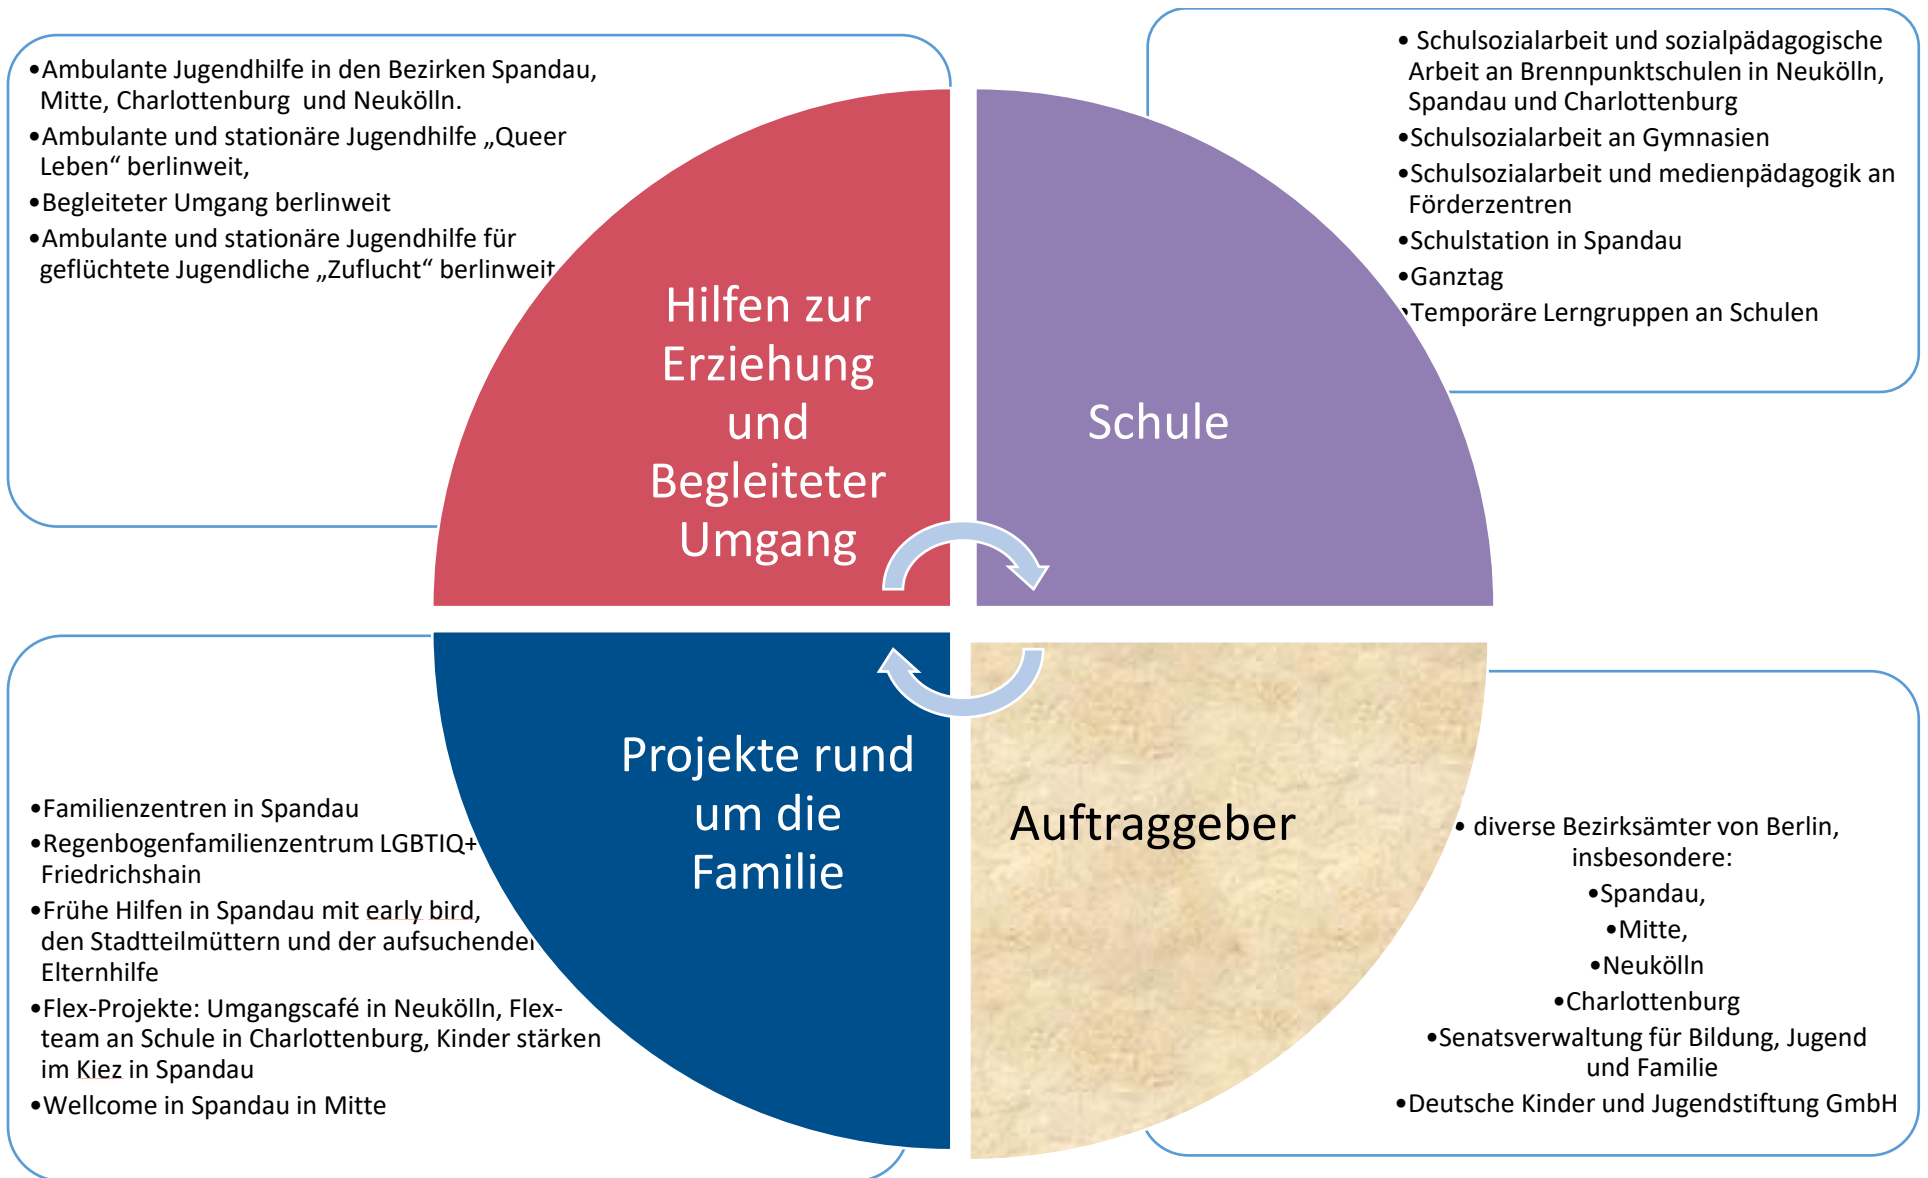 •Ambulante Jugendhilfe in den Bezirken Spandau,
Mitte, Charlottenburg und Neukölln.
•Ambulante und stationäre Jugendhilfe „Queer
Leben“ berlinweit,
•Begleiteter Umgang berlinweit
•Ambulante und stationäre Jugendhilfe für
geflüchtete Jugendliche „Zuflucht“ berlinweit
Hilfen zur
Erziehung
und
Begleiteter
Umgang
• Schulsozialarbeit und sozialpädagogische
Arbeit an Brennpunktschulen in Neukölln,
Spandau und Charlottenburg
•Schulsozialarbeit an Gymnasien
•Schulsozialarbeit und medienpädagogik an
Förderzentren
•Schulstation in Spandau
•Ganztag
•Temporäre Lerngruppen an Schulen
Schule
Projekte rund
um die
Familie
•Familienzentren in Spandau
•Regenbogenfamilienzentrum LGBTIQ+
Friedrichshain
•Frühe Hilfen in Spandau mit early bird,
den Stadtteilmüttern und der aufsuchenden
Elternhilfe
•Flex-Projekte: Umgangscafé in Neukölln, Flex-
team an Schule in Charlottenburg, Kinder stärken
im Kiez in Spandau
•Wellcome in Spandau in Mitte
Auftraggeber
• diverse Bezirksämter von Berlin,
insbesondere:
•Spandau,
•Mitte,
•Neukölln
•Charlottenburg
•Senatsverwaltung für Bildung, Jugend
und Familie
•Deutsche Kinder und Jugendstiftung GmbH